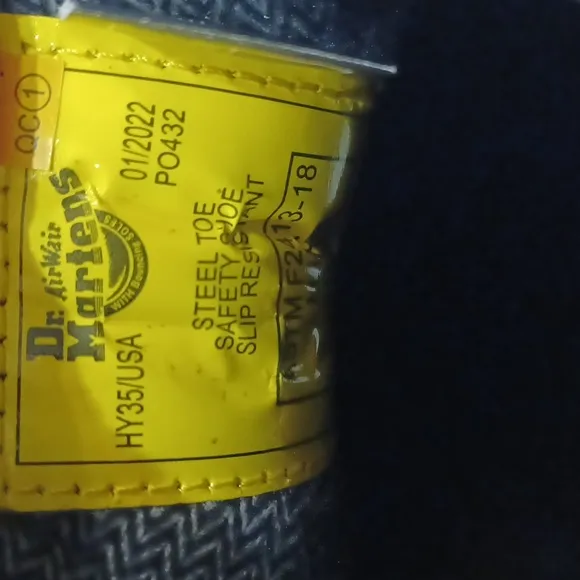 QC 1
Dr. AirWair
Martens
WITH Bouncing SOLES
HY35/USA
01/2022
PO432
STEEL TOE
SAFETY SHOE
SLIP RESISTANT
ASTM F2413-18